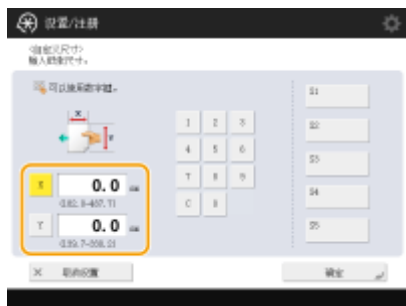 设置/注册
<自定义尺寸>
输入纸张尺寸。
可以使用数字键。
X
Y
1 2 3
4 5 6
7 8 9
C 0
X
0.0 mm
Y
0.0 mm
S1
S2
S3
S4
S5
× 取消设置
确定